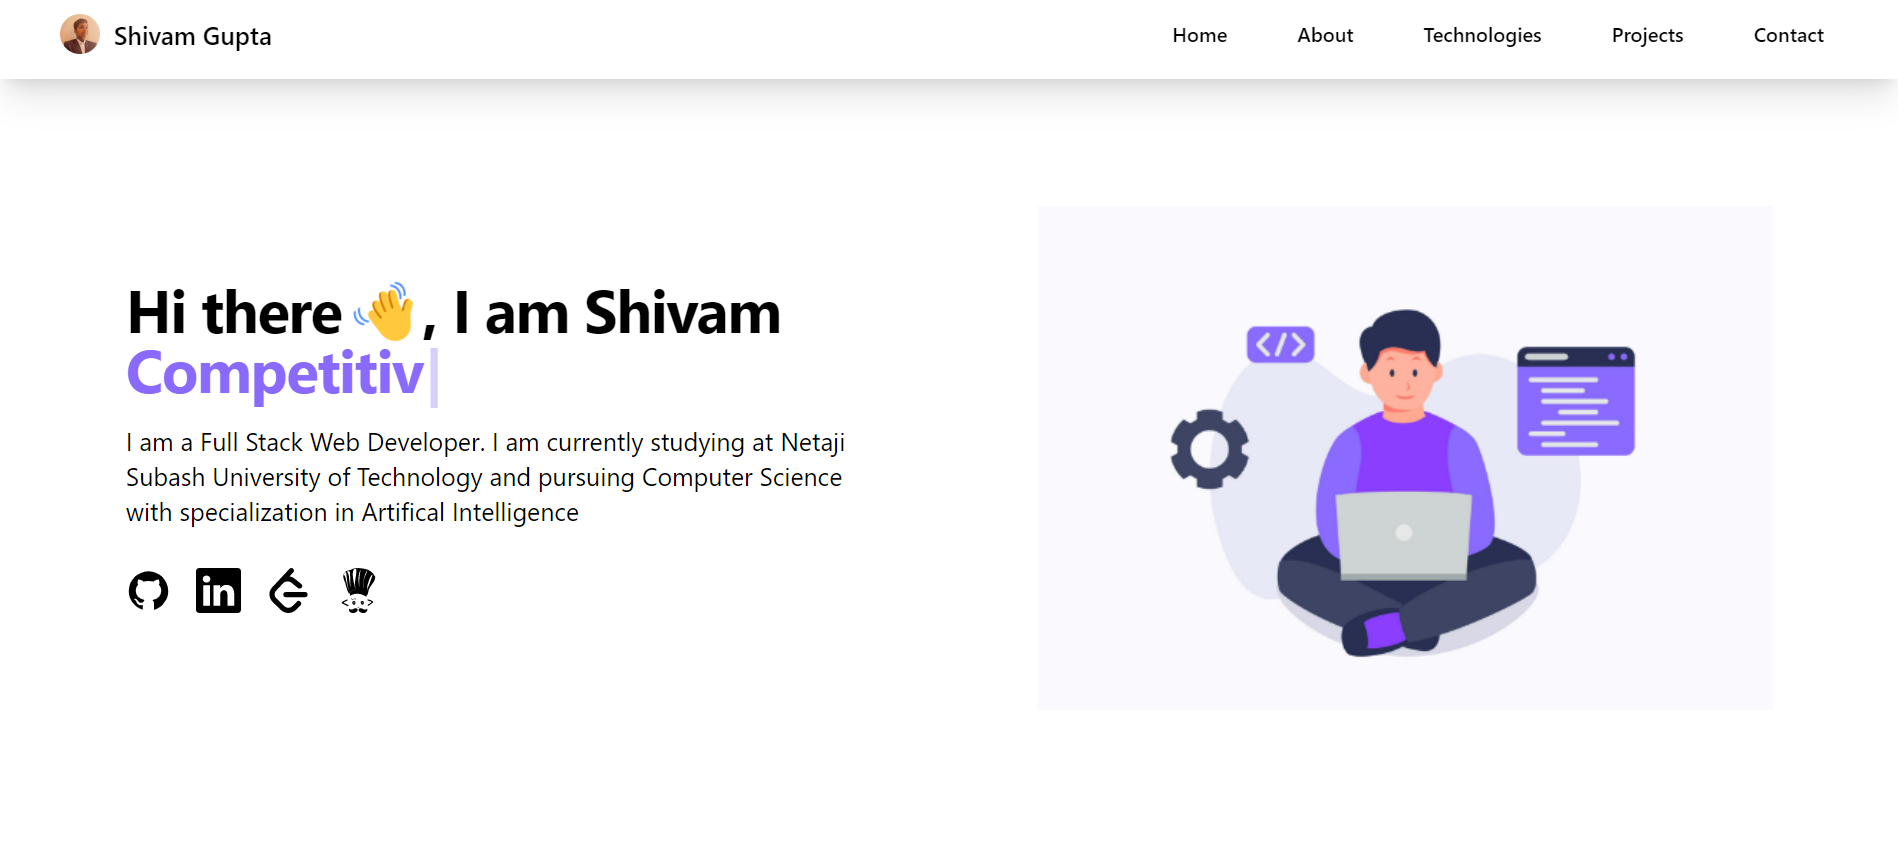 Shivam Gupta
Home
About
Technologies
Projects
Contact
Hi there 👋, I am Shivam
Competitiv
I am a Full Stack Web Developer. I am currently studying at Netaji
Subash University of Technology and pursuing Computer Science
with specialization in Artifical Intelligence
in
</>